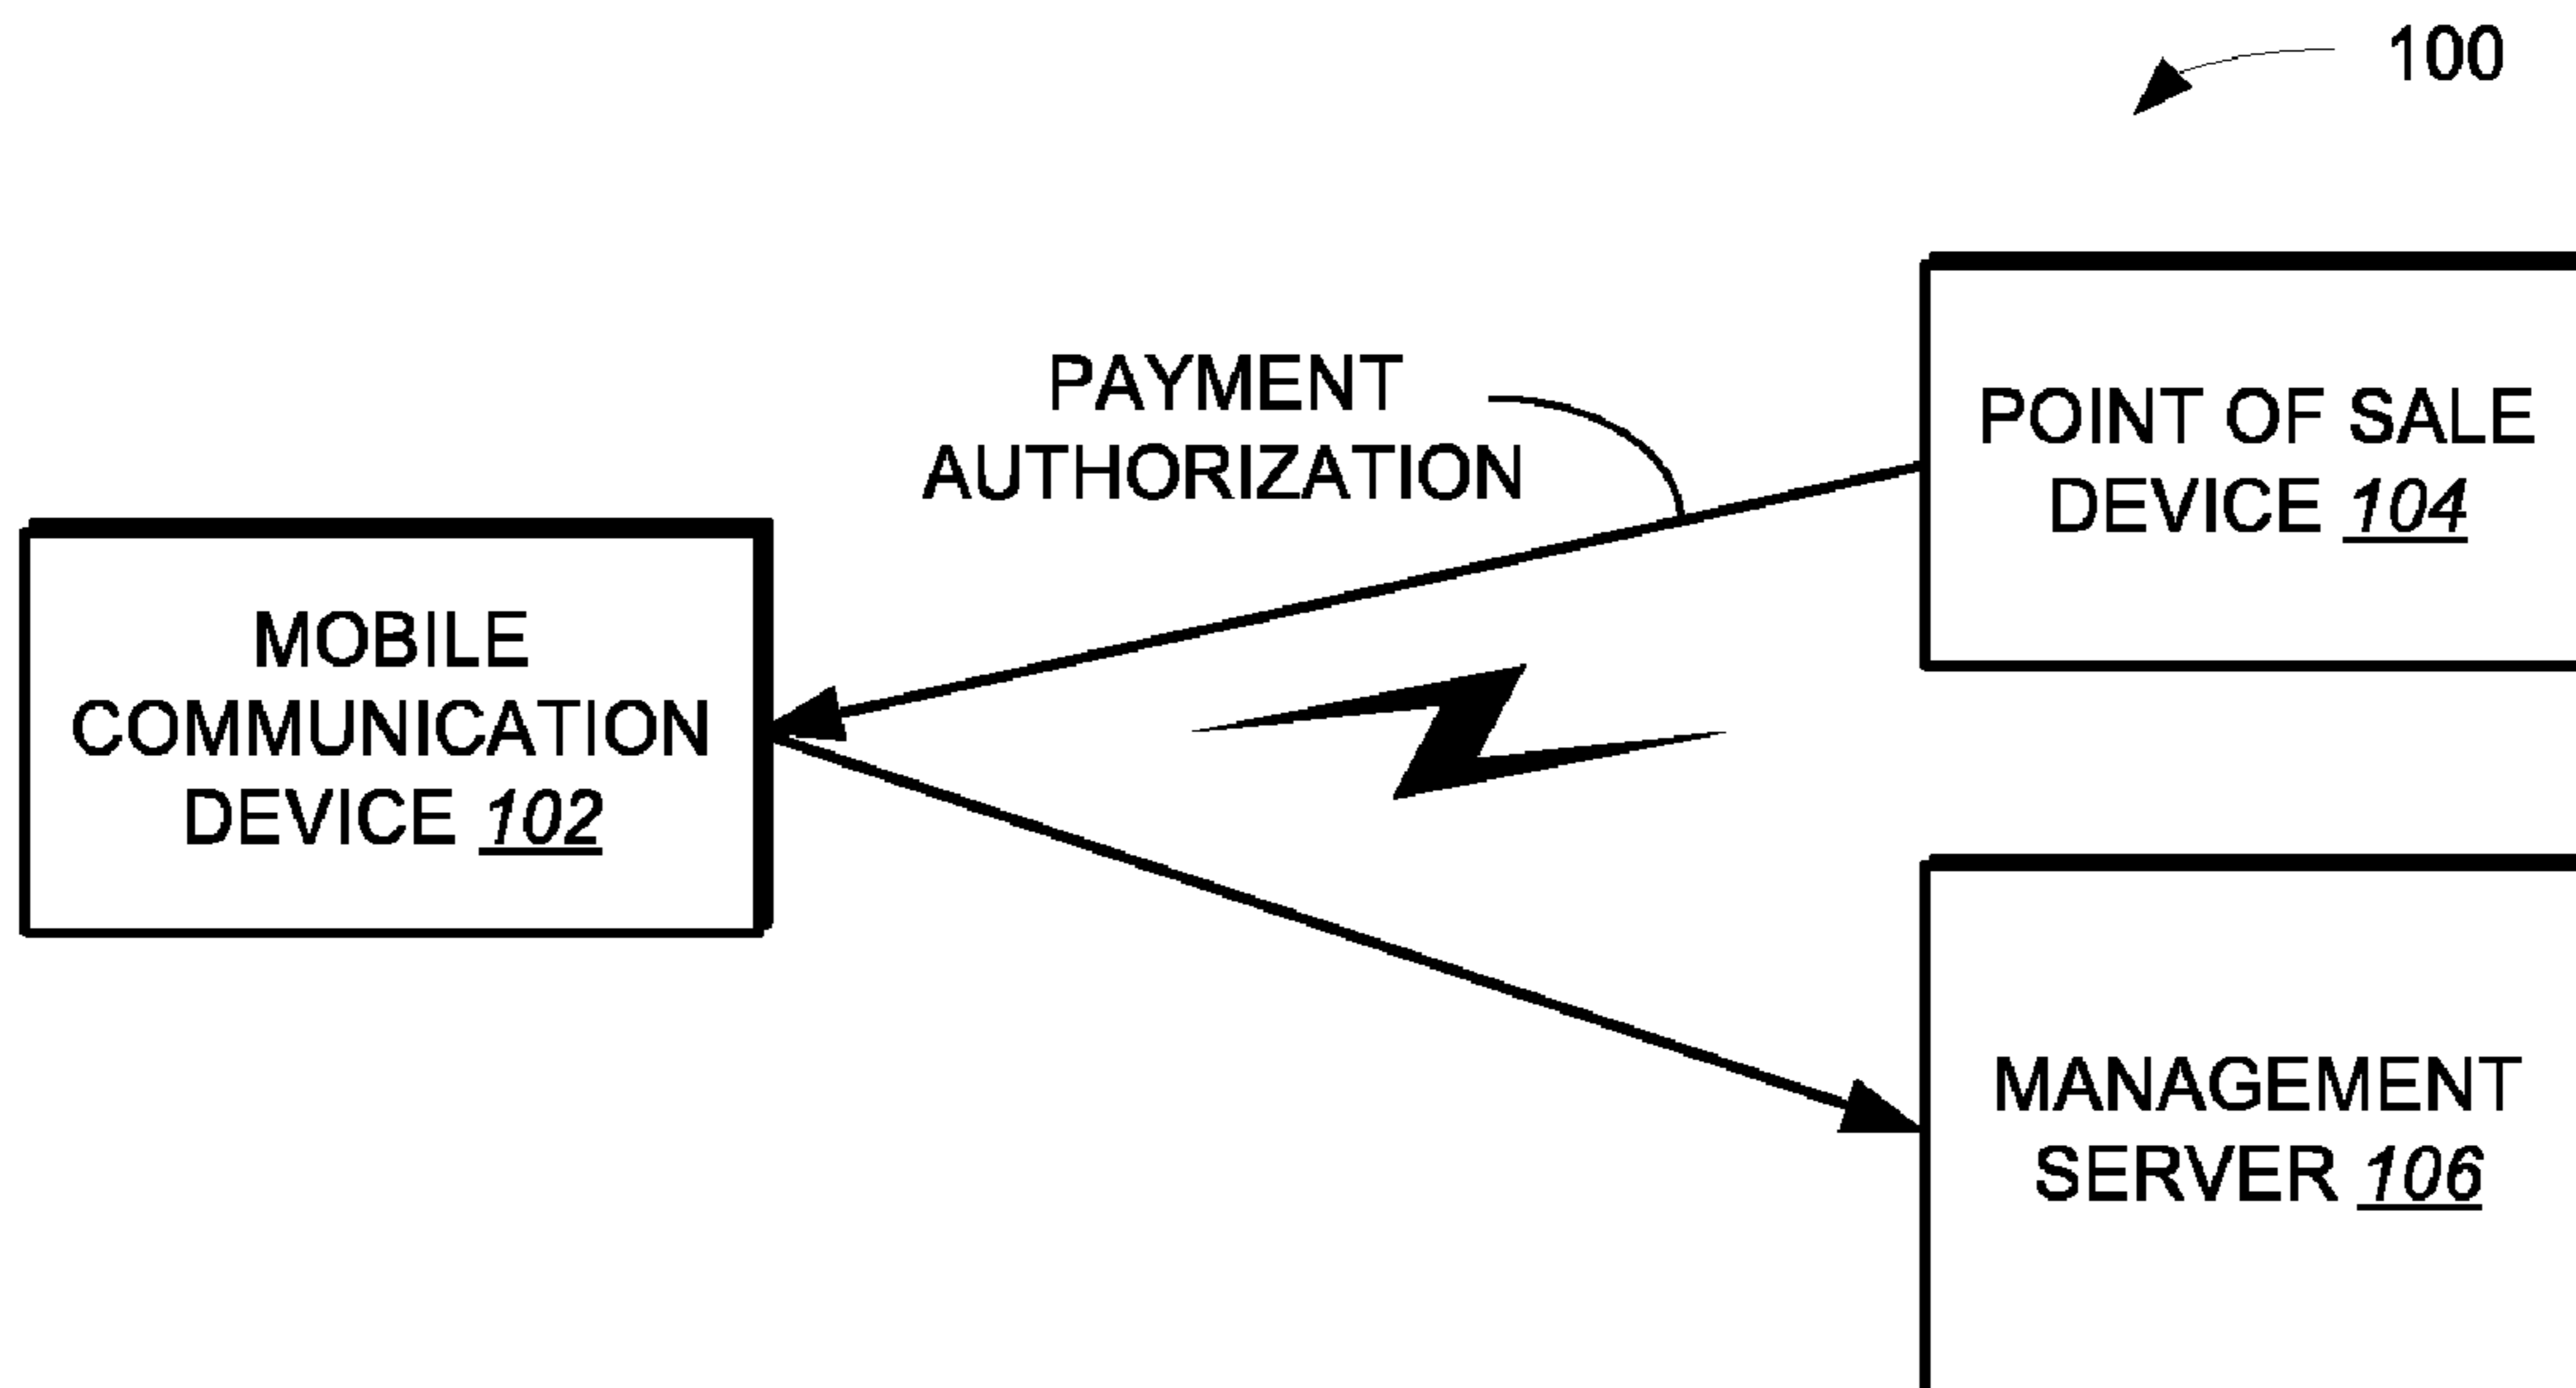 100
PAYMENT
AUTHORIZATION
POINT OF SALE
DEVICE 104
MOBILE
COMMUNICATION
DEVICE 102
MANAGEMENT
SERVER 106